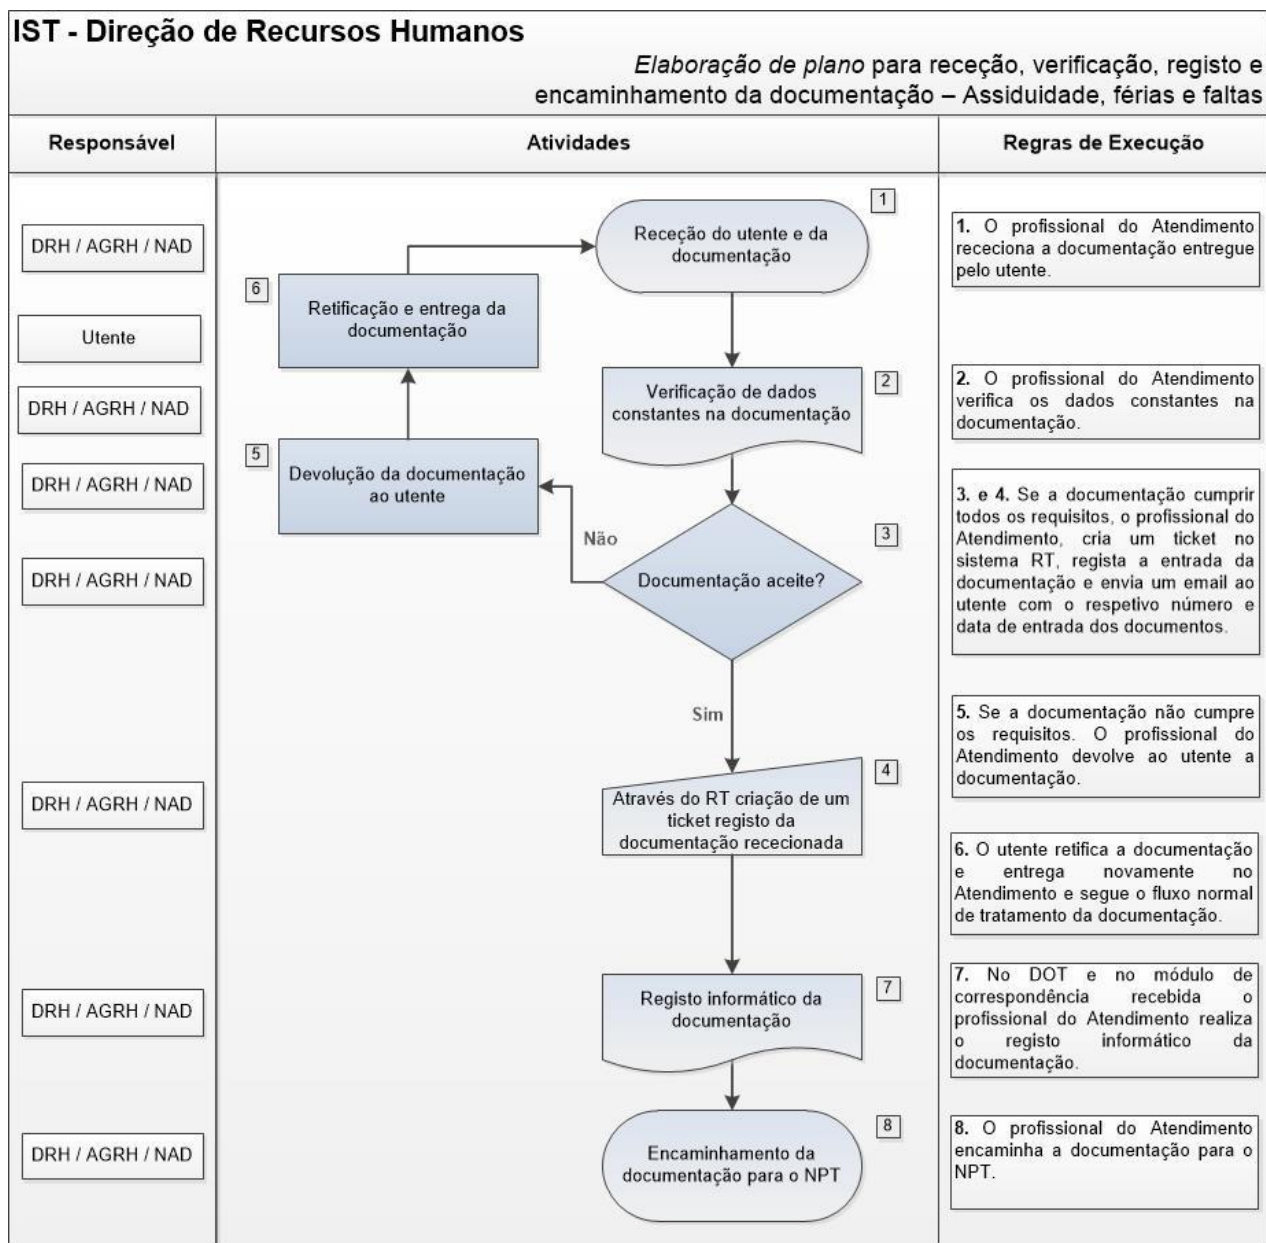 IST - Direção de Recursos Humanos
Elaboração de plano para receção, verificação, registo e
encaminhamento da documentação – Assiduidade, férias e faltas
Responsável
Atividades
Regras de Execução
DRH / AGRH / NAD
Receção do utente e da
documentação
1
1. O profissional do Atendimento
receciona a documentação entregue
pelo utente.
6
Retificação e entrega da
documentação
Utente
DRH / AGRH / NAD
Verificação de dados
constantes na documentação
2
2. O profissional do Atendimento
verifica os dados constantes na
documentação.
DRH / AGRH / NAD
5
Devolução da documentação
ao utente
Não
DRH / AGRH / NAD
Documentação aceite?
3
3. e 4. Se a documentação cumprir
todos os requisitos, o profissional do
Atendimento, cria um ticket no
sistema RT, regista a entrada da
documentação e envia um email ao
utente com o respetivo número e
data de entrada dos documentos.
Sim
5. Se a documentação não cumpre
os requisitos. O profissional do
Atendimento devolve ao utente a
documentação.
DRH / AGRH / NAD
Através do RT criação de um
ticket registo da
documentação rececionada
4
6. O utente retifica a documentação
e entrega novamente no
Atendimento e segue o fluxo normal
de tratamento da documentação.
DRH / AGRH / NAD
Registo informático da
documentação
7
7. No DOT e no módulo de
correspondência recebida o
profissional do Atendimento realiza
o registo informático da
documentação.
DRH / AGRH / NAD
Encaminhamento da
documentação para o NPT
8
8. O profissional do Atendimento
encaminha a documentação para o
NPT.